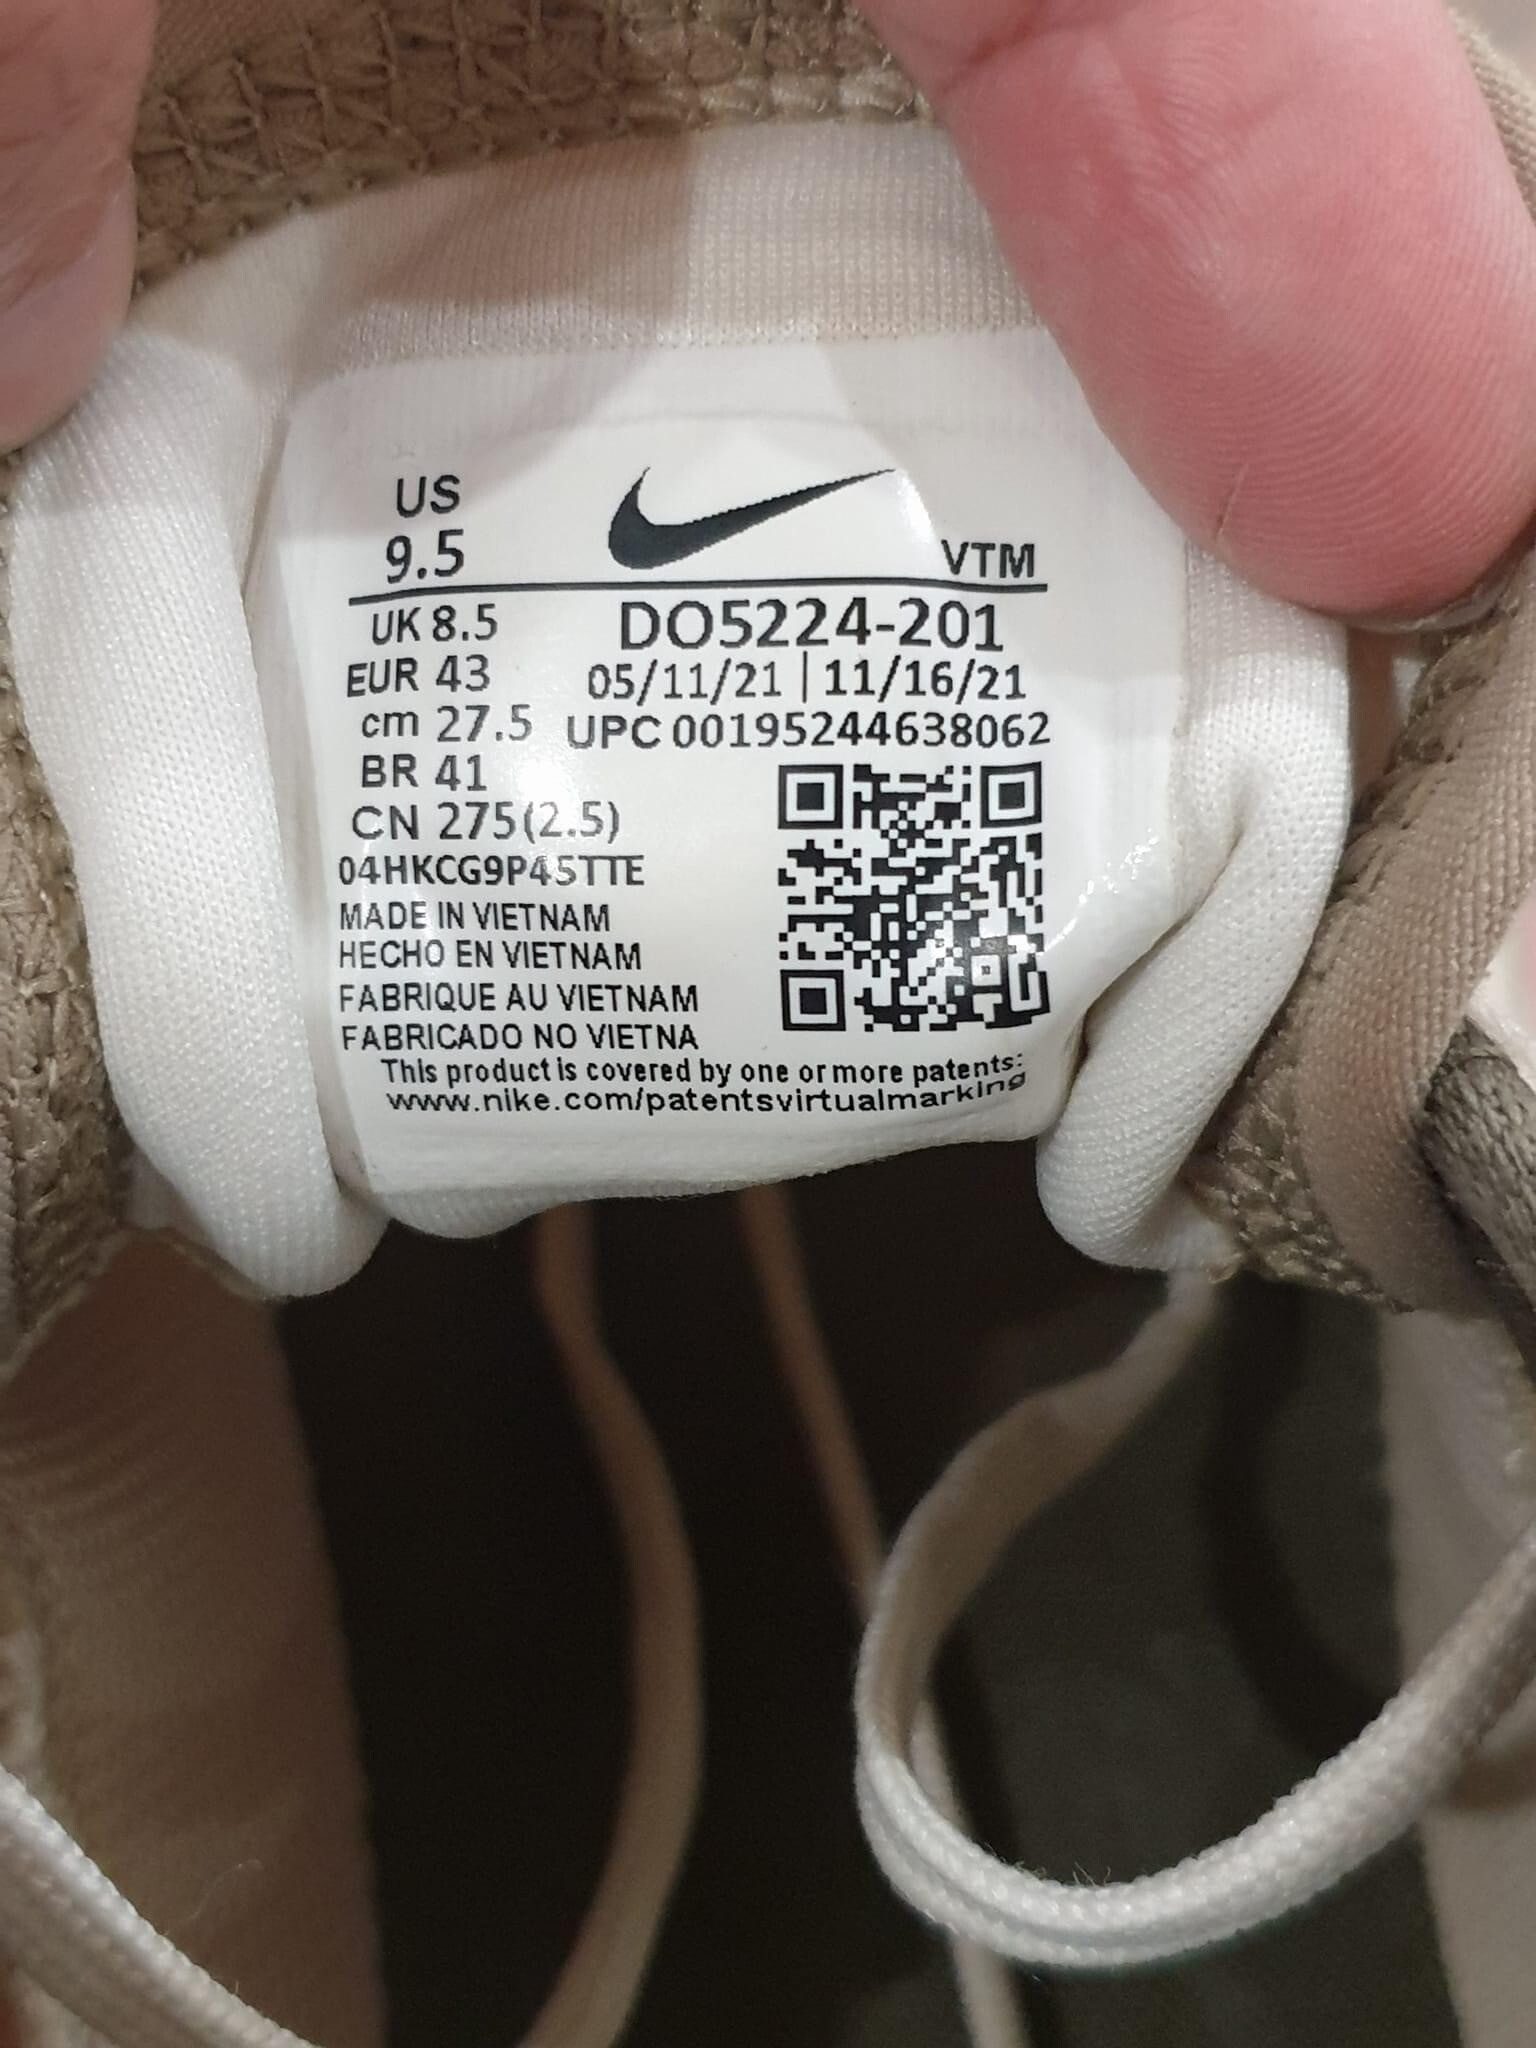 US
9.5
VTM
UK 8.5
DO5224-201
EUR 43
05/11/21 | 11/16/21
cm 27.5
UPC 00195244638062
BR 41
CN 275(2.5)
04HKCG9P45TTE
MADE IN VIETNAM
HECHO EN VIETNAM
FABRIQUE AU VIETNAM
FABRICADO NO VIETNA
This product is covered by one or more patents:
www.nike.com/patentsvirtualmarking